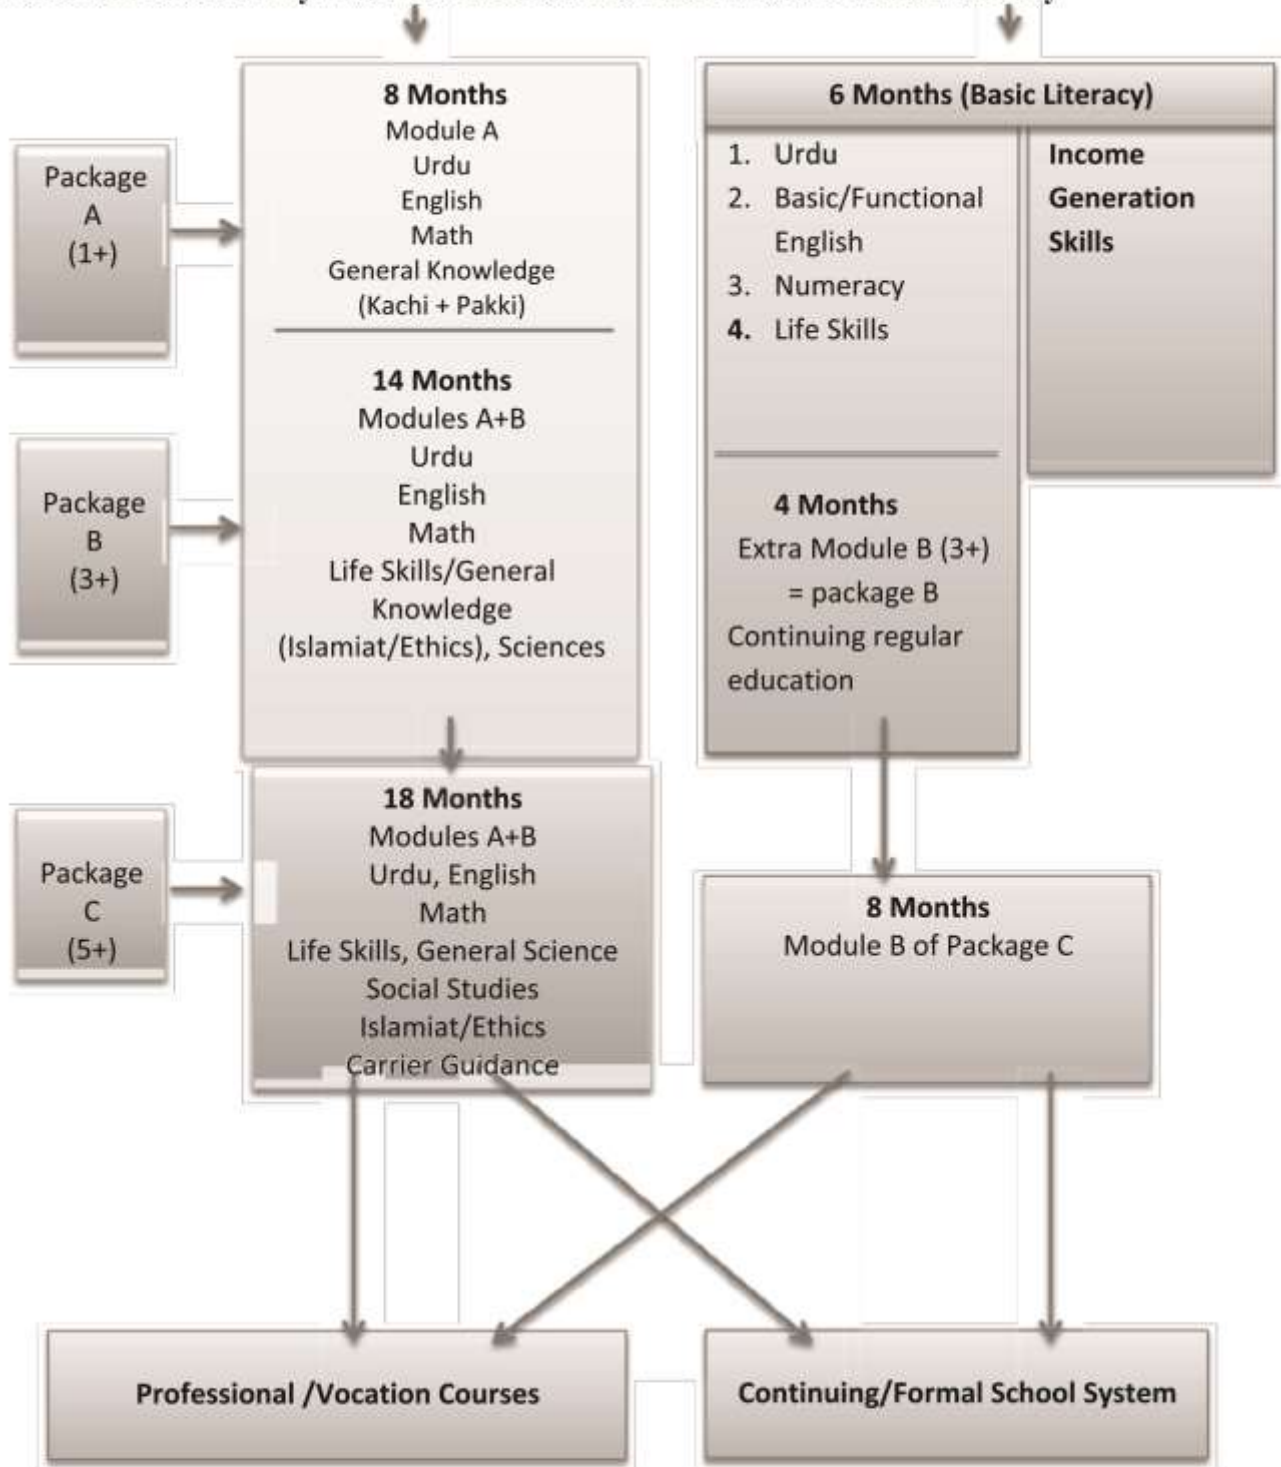 Package
A
(1+)
8 Months
Module A
Urdu
English
Math
General Knowledge
(Kachi + Pakki)
Package
B
(3+)
14 Months
Modules A+B
Urdu
English
Math
Life Skills/General
Knowledge
(Islamiat/Ethics), Sciences
Package
C
(5+)
18 Months
Modules A+B
Urdu, English
Math
Life Skills, General Science
Social Studies
Islamiat/Ethics
Carrier Guidance
6 Months (Basic Literacy)
1. Urdu
2. Basic/Functional
English
3. Numeracy
4. Life Skills
Income
Generation
Skills
4 Months
Extra Module B (3+)
= package B
Continuing regular
education
8 Months
Module B of Package C
Professional /Vocation Courses
Continuing/Formal School System